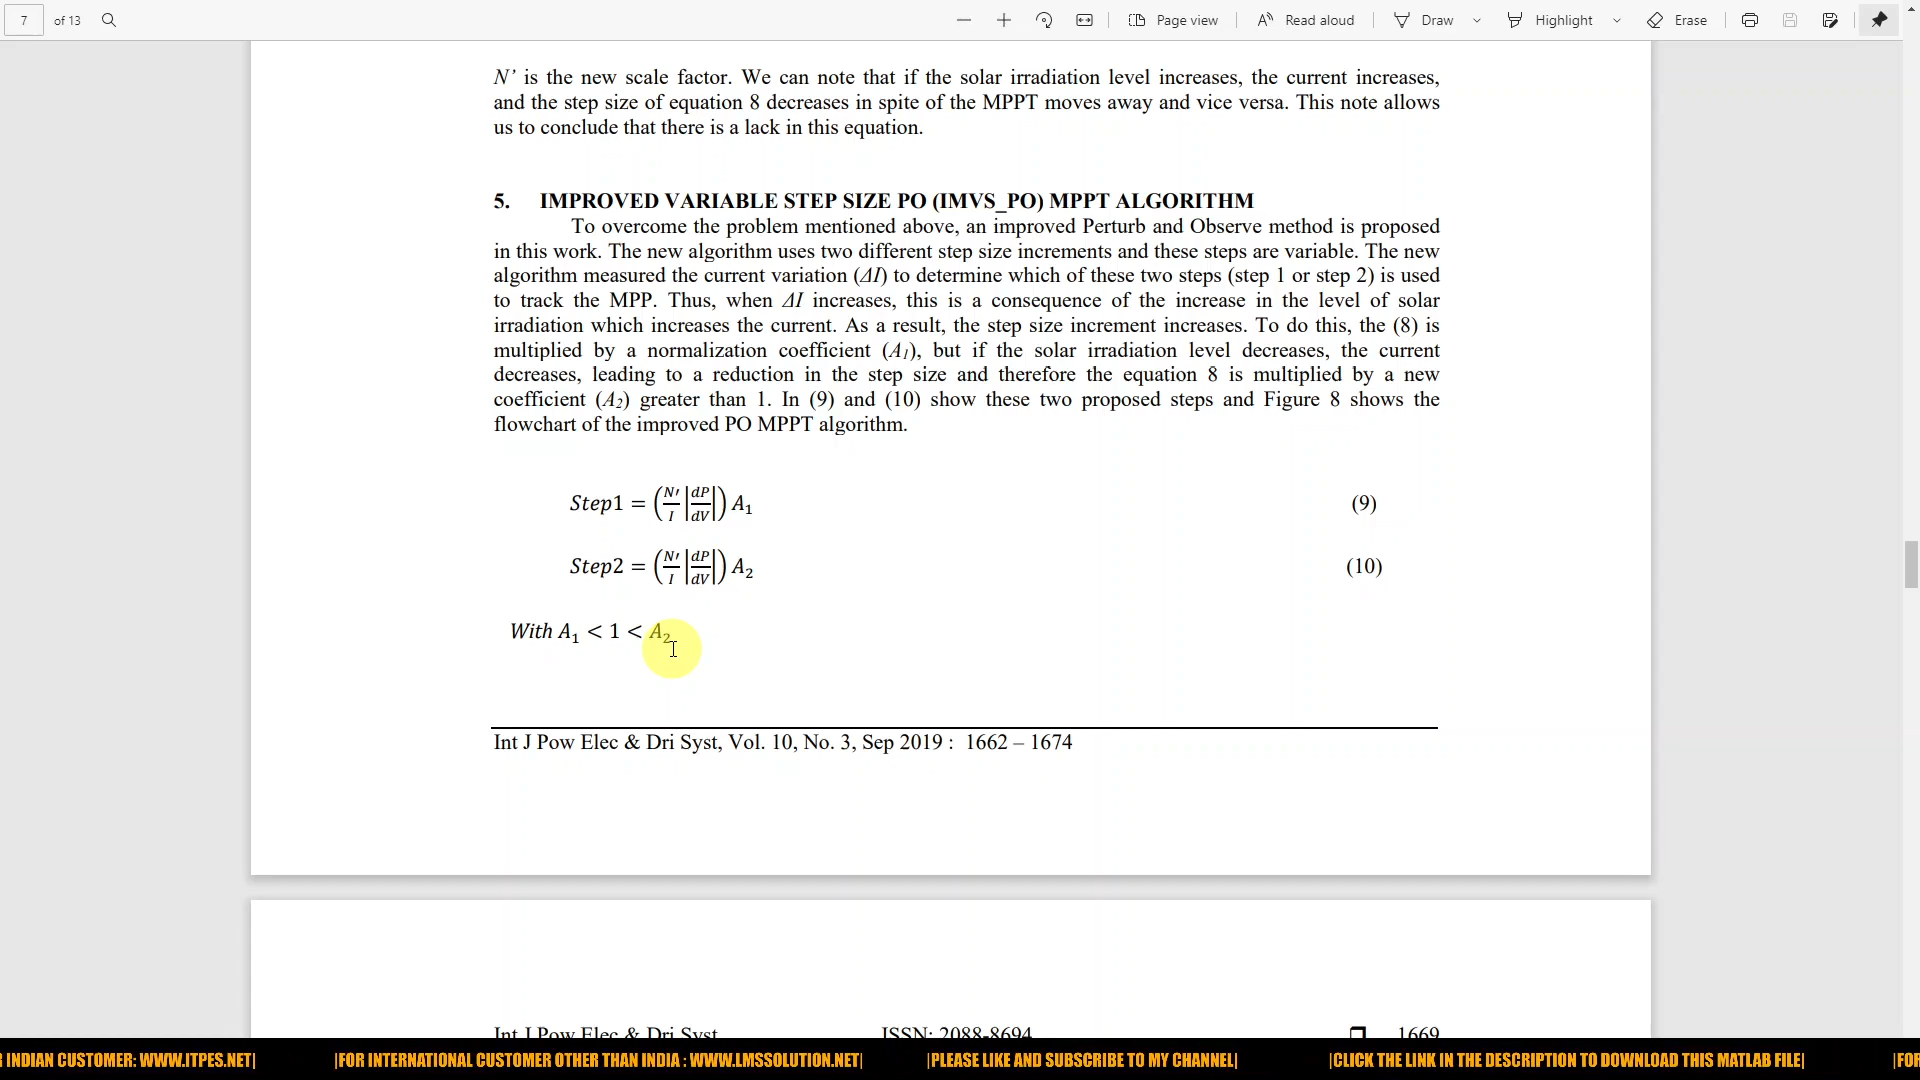 7 of 13 Page view Read aloud Draw Highlight Erase
N’ is the new scale factor. We can note that if the solar irradiation level increases, the current increases,
and the step size of equation 8 decreases in spite of the MPPT moves away and vice versa. This note allows
us to conclude that there is a lack in this equation.
5. IMPROVED VARIABLE STEP SIZE PO (IMVS_PO) MPPT ALGORITHM
To overcome the problem mentioned above, an improved Perturb and Observe method is proposed
in this work. The new algorithm uses two different step size increments and these steps are variable. The new
algorithm measured the current variation (ΔI) to determine which of these two steps (step 1 or step 2) is used
to track the MPP. Thus, when ΔI increases, this is a consequence of the increase in the level of solar
irradiation which increases the current. As a result, the step size increment increases. To do this, the (8) is
multiplied by a normalization coefficient (A₁), but if the solar irradiation level decreases, the current
decreases, leading to a reduction in the step size and therefore the equation 8 is multiplied by a new
coefficient (A₂) greater than 1. In (9) and (10) show these two proposed steps and Figure 8 shows the
flowchart of the improved PO MPPT algorithm.
Step1 = (N′/I |dP/dV|) A₁ (9)
Step2 = (N′/I |dP/dV|) A₂ (10)
With A₁ < 1 < A₂
Int J Pow Elec & Dri Syst, Vol. 10, No. 3, Sep 2019 : 1662 – 1674
Int J Pow Elec & Dri Syst ISSN: 2088-8694 ❒ 1669
R INDIAN CUSTOMER: WWW.ITPES.NET| |FOR INTERNATIONAL CUSTOMER OTHER THAN INDIA : WWW.LMSSOLUTION.NET| |PLEASE LIKE AND SUBSCRIBE TO MY CHANNEL| |CLICK THE LINK IN THE DESCRIPTION TO DOWNLOAD THIS MATLAB FILE| |FOR